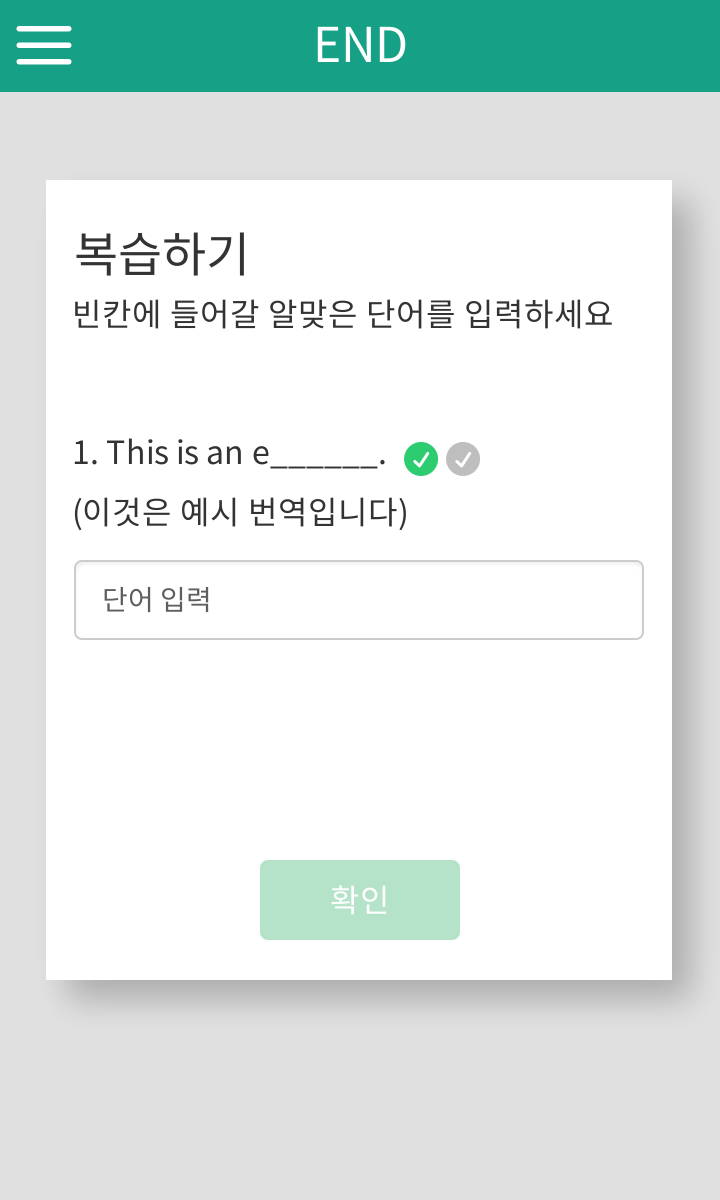 END
복습하기
빈칸에 들어갈 알맞은 단어를 입력하세요
1. This is an e______.
(이것은 예시 번역입니다)
단어 입력
확인